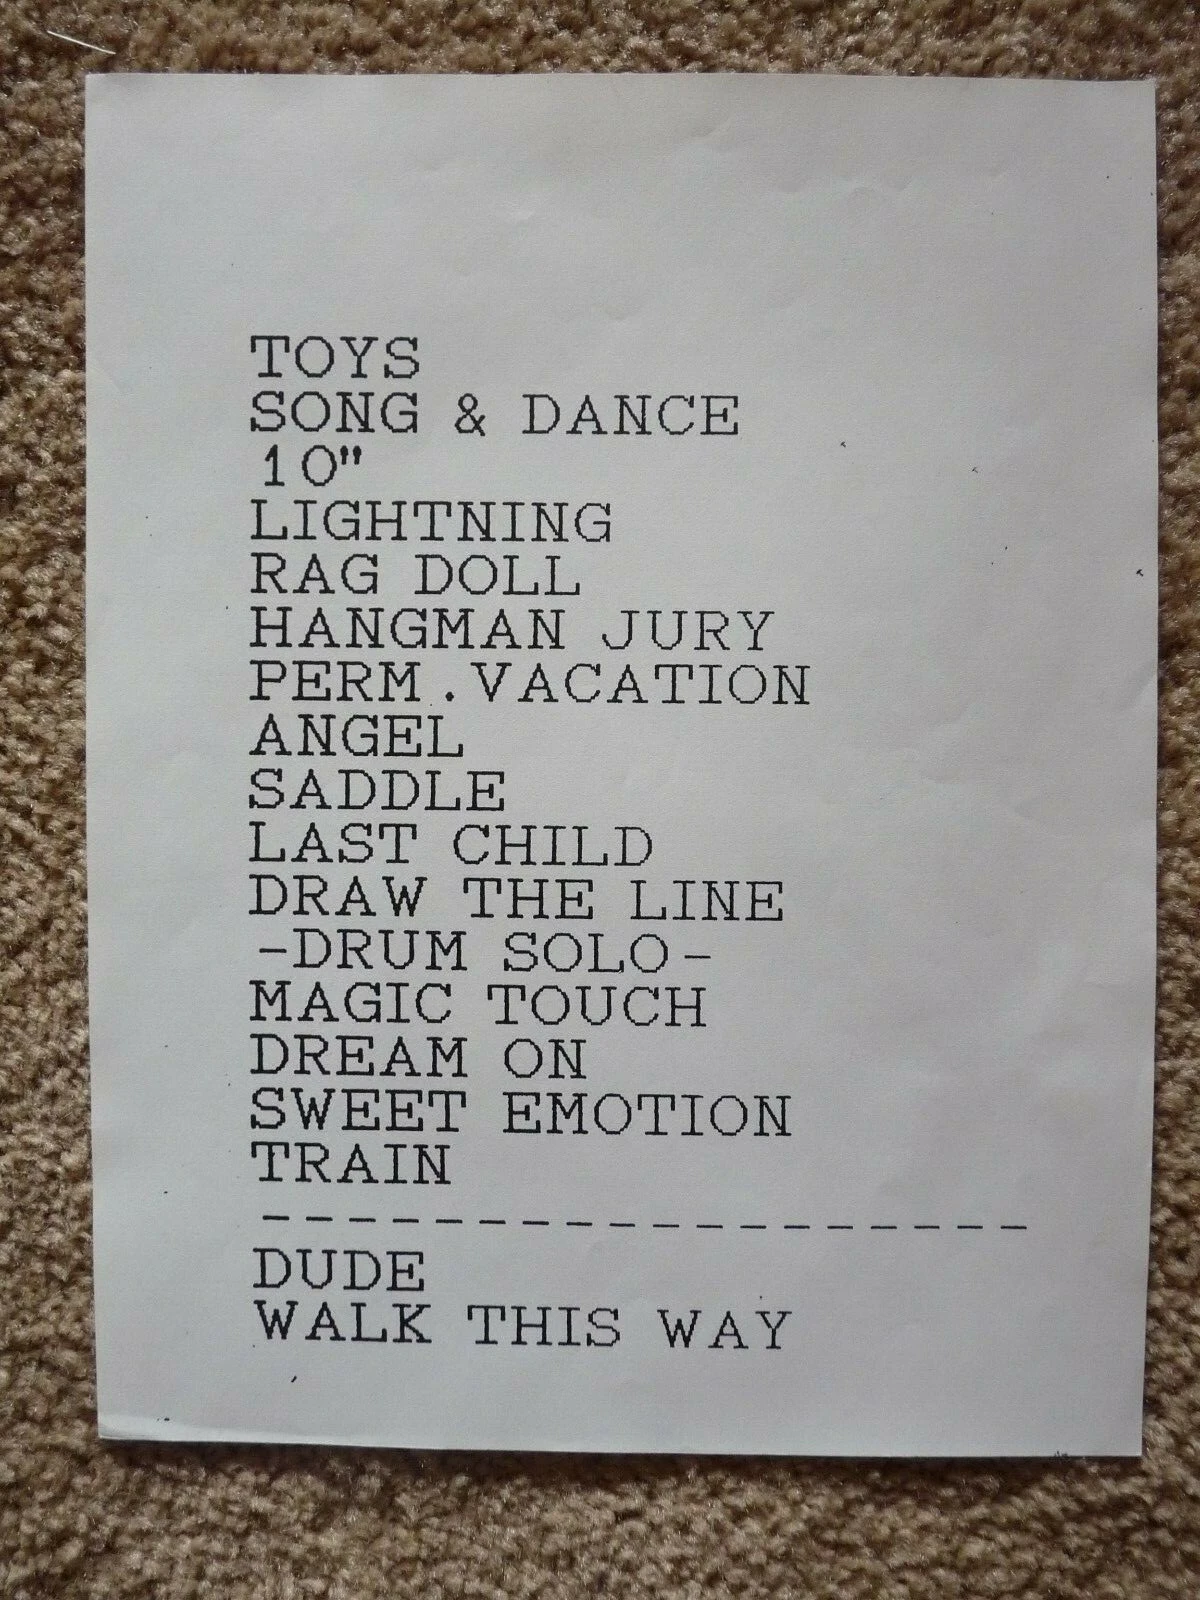 TOYS
SONG & DANCE
10"
LIGHTNING
RAG DOLL
HANGMAN JURY
PERM.VACATION
ANGEL
SADDLE
LAST CHILD
DRAW THE LINE
-DRUM SOLO-
MAGIC TOUCH
DREAM ON
SWEET EMOTION
TRAIN
------------------
DUDE
WALK THIS WAY